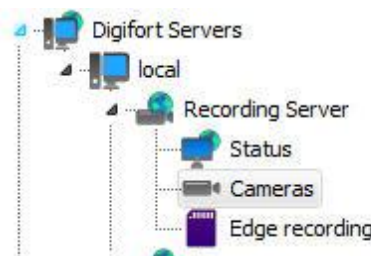 Digifort Servers
local
Recording Server
Status
Cameras
Edge recording